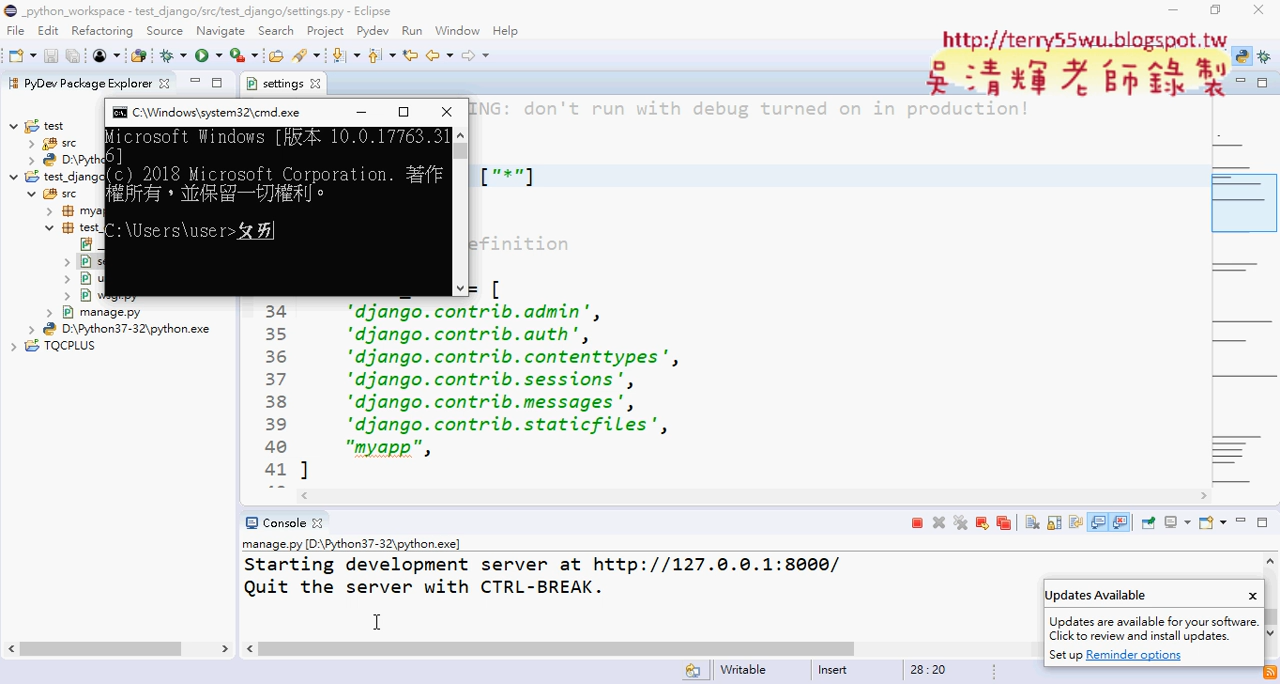 _python_workspace - test_django/src/test_django/settings.py - Eclipse
File Edit Refactoring Source Navigate Search Project Pydev Run Window Help
http://terry55wu.blogspot.tw
吳清輝老師錄製
PyDev Package Explorer
settings
test
src
D:\Pytho
test_django
src
mya
test_
s
u
wsgi.py
manage.py
D:\Python37-32\python.exe
TQCPLUS
C:\Windows\system32\cmd.exe
Microsoft Windows [版本 10.0.17763.31
6]
(c) 2018 Microsoft Corporation. 著作
權所有，並保留一切權利。
C:\Users\user>ㄆㄞ
ING: don't run with debug turned on in production!
["*"]
efinition
= [
34 'django.contrib.admin',
35 'django.contrib.auth',
36 'django.contrib.contenttypes',
37 'django.contrib.sessions',
38 'django.contrib.messages',
39 'django.contrib.staticfiles',
40 "myapp",
41 ]
Console
manage.py [D:\Python37-32\python.exe]
Starting development server at http://127.0.0.1:8000/
Quit the server with CTRL-BREAK.
Updates Available
Updates are available for your software.
Click to review and install updates.
Set up Reminder options
Writable Insert 28 : 20